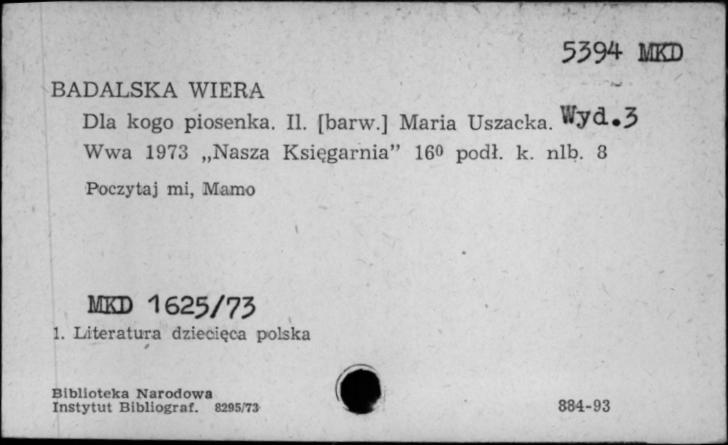 5394 MKD
BADALSKA WIERA
Dla kogo piosenka. Il. [barw.] Maria Uszacka. Wyd.3
Wwa 1973 „Nasza Księgarnia” 16⁰ podł. k. nlb. 8
Poczytaj mi, Mamo
MKD 1625/73
1. Literatura dziecięca polska
Biblioteka Narodowa
Instytut Bibliograf. 8295/73
884-93